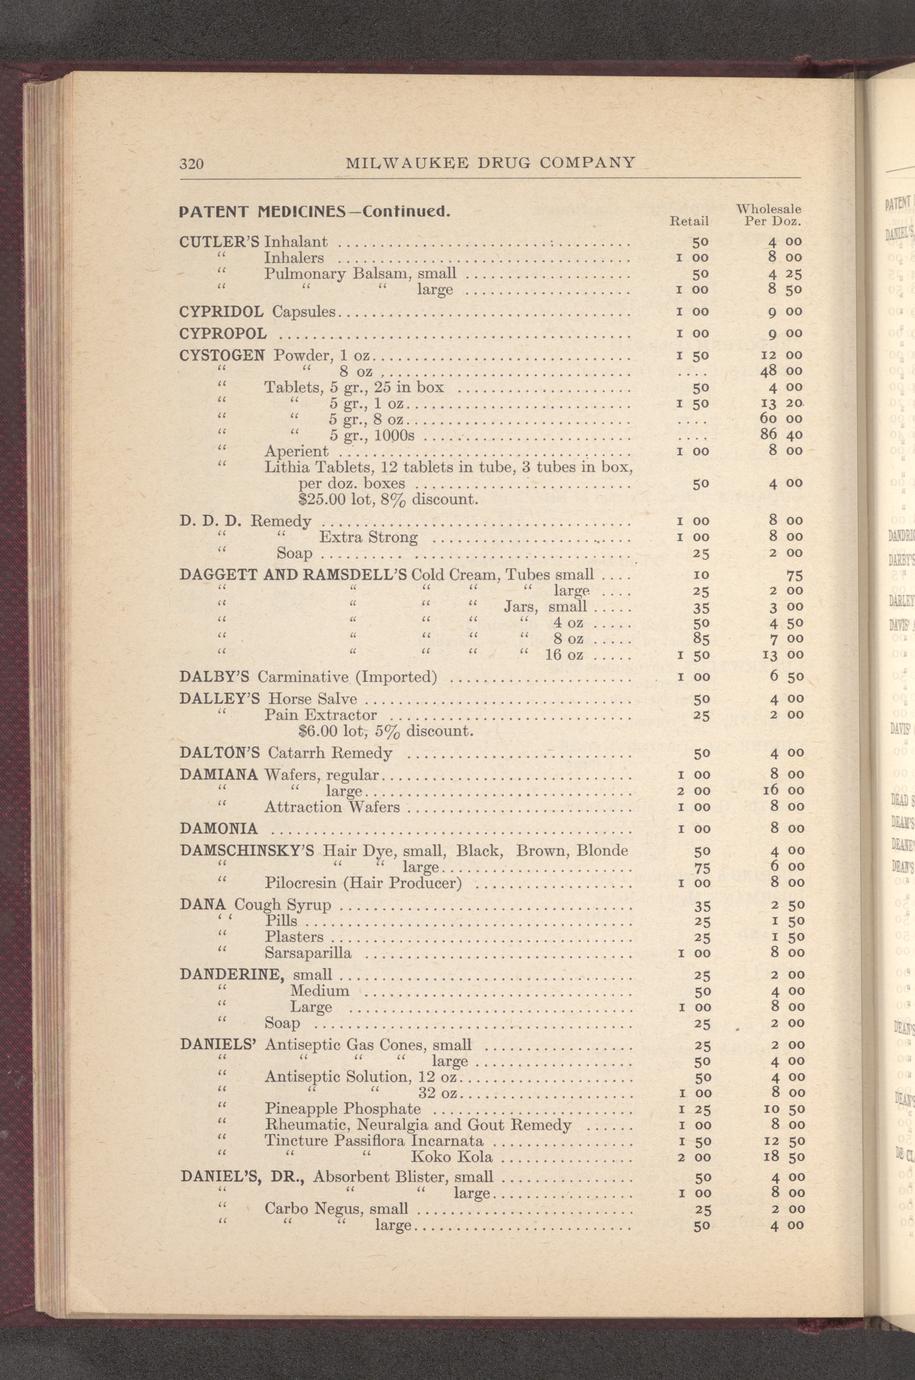 320 MILWAUKEE DRUG COMPANY
PATENT MEDICINES—Continued.
Retail Wholesale Per Doz.
CUTLER'S Inhalant .................................. 50 4 00
“ Inhalers .................................. 1 00 8 00
“ Pulmonary Balsam, small .................... 50 4 25
“ “ “ large .................... 1 00 8 50
CYPRIDOL Capsules.................................. 1 00 9 00
CYPROPOL .......................................... 1 00 9 00
CYSTOGEN Powder, 1 oz.............................. 1 50 12 00
“ “ 8 oz .............................. .... 48 00
“ Tablets, 5 gr., 25 in box .................... 50 4 00
“ “ 5 gr., 1 oz.......................... 1 50 13 20
“ “ 5 gr., 8 oz.......................... .... 60 00
“ “ 5 gr., 1000s ........................ .... 86 40
“ Aperient .................................. 1 00 8 00
“ Lithia Tablets, 12 tablets in tube, 3 tubes in box,
per doz. boxes .......................... 50 4 00
$25.00 lot, 8% discount.
D. D. D. Remedy .................................... 1 00 8 00
“ “ Extra Strong ........................ 1 00 8 00
“ Soap .................................... 25 2 00
DAGGETT AND RAMSDELL'S Cold Cream, Tubes small .... 10 75
“ “ “ “ “ large .... 25 2 00
“ “ “ “ Jars, small ..... 35 3 00
“ “ “ “ “ 4 oz ..... 50 4 50
“ “ “ “ “ 8 oz ..... 85 7 00
“ “ “ “ “ 16 oz ..... 1 50 13 00
DALBY'S Carminative (Imported) ...................... 1 00 6 50
DALLEY'S Horse Salve ................................ 50 4 00
“ Pain Extractor ............................ 25 2 00
$6.00 lot, 5% discount.
DALTON'S Catarrh Remedy .......................... 50 4 00
DAMIANA Wafers, regular............................. 1 00 8 00
“ “ large................................ 2 00 16 00
“ Attraction Wafers .......................... 1 00 8 00
DAMONIA .......................................... 1 00 8 00
DAMSCHINSKY'S Hair Dye, small, Black, Brown, Blonde 50 4 00
“ “ “ large....................... 75 6 00
“ Pilocresin (Hair Producer) ................... 1 00 8 00
DANA Cough Syrup .................................. 35 2 50
“ Pills ...................................... 25 1 50
“ Plasters .................................... 25 1 50
“ Sarsaparilla ................................ 1 00 8 00
DANDERINE, small .................................. 25 2 00
“ Medium ................................ 50 4 00
“ Large .................................. 1 00 8 00
“ Soap ...................................... 25 2 00
DANIELS' Antiseptic Gas Cones, small .................. 25 2 00
“ “ “ “ large ................... 50 4 00
“ Antiseptic Solution, 12 oz..................... 50 4 00
“ “ “ 32 oz..................... 1 00 8 00
“ Pineapple Phosphate ........................ 1 25 10 50
“ Rheumatic, Neuralgia and Gout Remedy ...... 1 00 8 00
“ Tincture Passiflora Incarnata ................. 1 50 12 50
“ “ “ Koko Kola ................ 2 00 18 50
DANIEL'S, DR., Absorbent Blister, small ................ 50 4 00
“ “ “ large................. 1 00 8 00
“ Carbo Negus, small .......................... 25 2 00
“ “ “ large.......................... 50 4 00